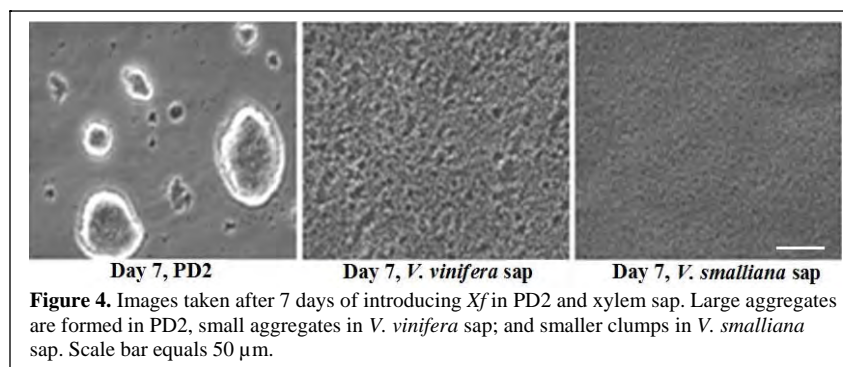 Day 7, PD2 Day 7, V. vinifera sap Day 7, V. smalliana sap
Figure 4. Images taken after 7 days of introducing Xf in PD2 and xylem sap. Large aggregates
are formed in PD2, small aggregates in V. vinifera sap; and smaller clumps in V. smalliana
sap. Scale bar equals 50 µm.